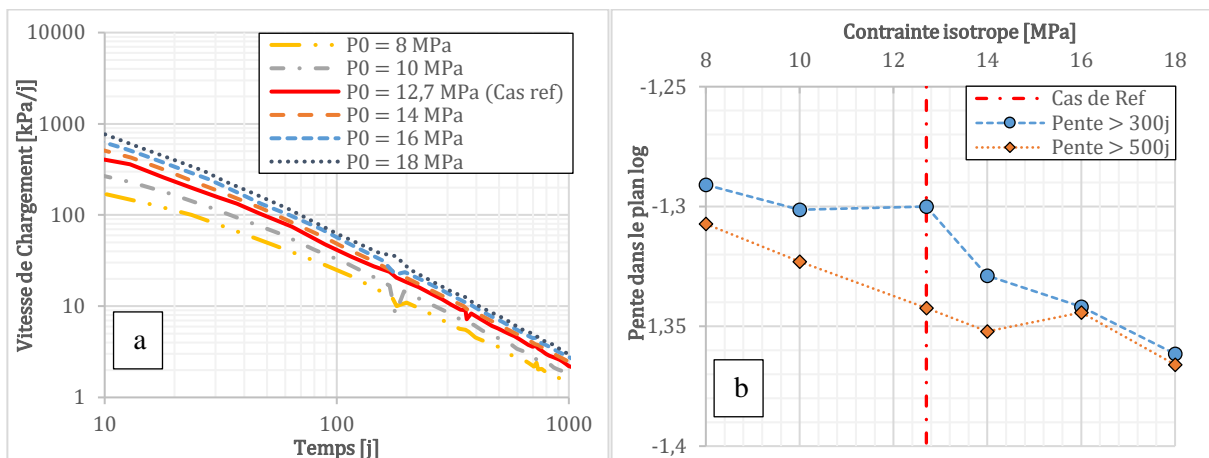 Vitesse de Chargement [kPa/j]
10000
1000
100
10
1
P0 = 8 MPa
P0 = 10 MPa
P0 = 12,7 MPa (Cas ref)
P0 = 14 MPa
P0 = 16 MPa
P0 = 18 MPa
a
10
100
1000
Temps [j]
Contrainte isotrope [MPa]
8
10
12
14
16
18
Pente dans le plan log
-1,25
-1,3
-1,35
-1,4
Cas de Ref
Pente > 300j
Pente > 500j
b